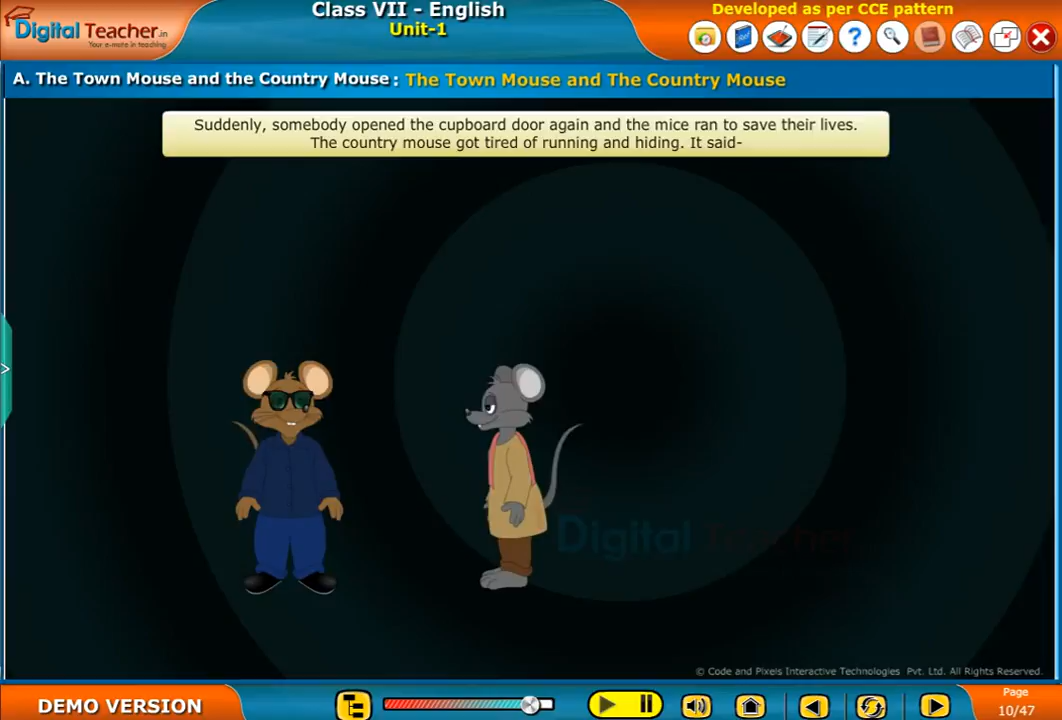 Digital Teacher.in
Your e-mate in teaching
Class VII - English
Unit-1
Developed as per CCE pattern
?
A. The Town Mouse and the Country Mouse : The Town Mouse and The Country Mouse
Suddenly, somebody opened the cupboard door again and the mice ran to save their lives.
The country mouse got tired of running and hiding. It said-
>
Digital Teacher
© Code and Pixels Interactive Technologies Pvt. Ltd. All Rights Reserved.
DEMO VERSION
Page
10/47